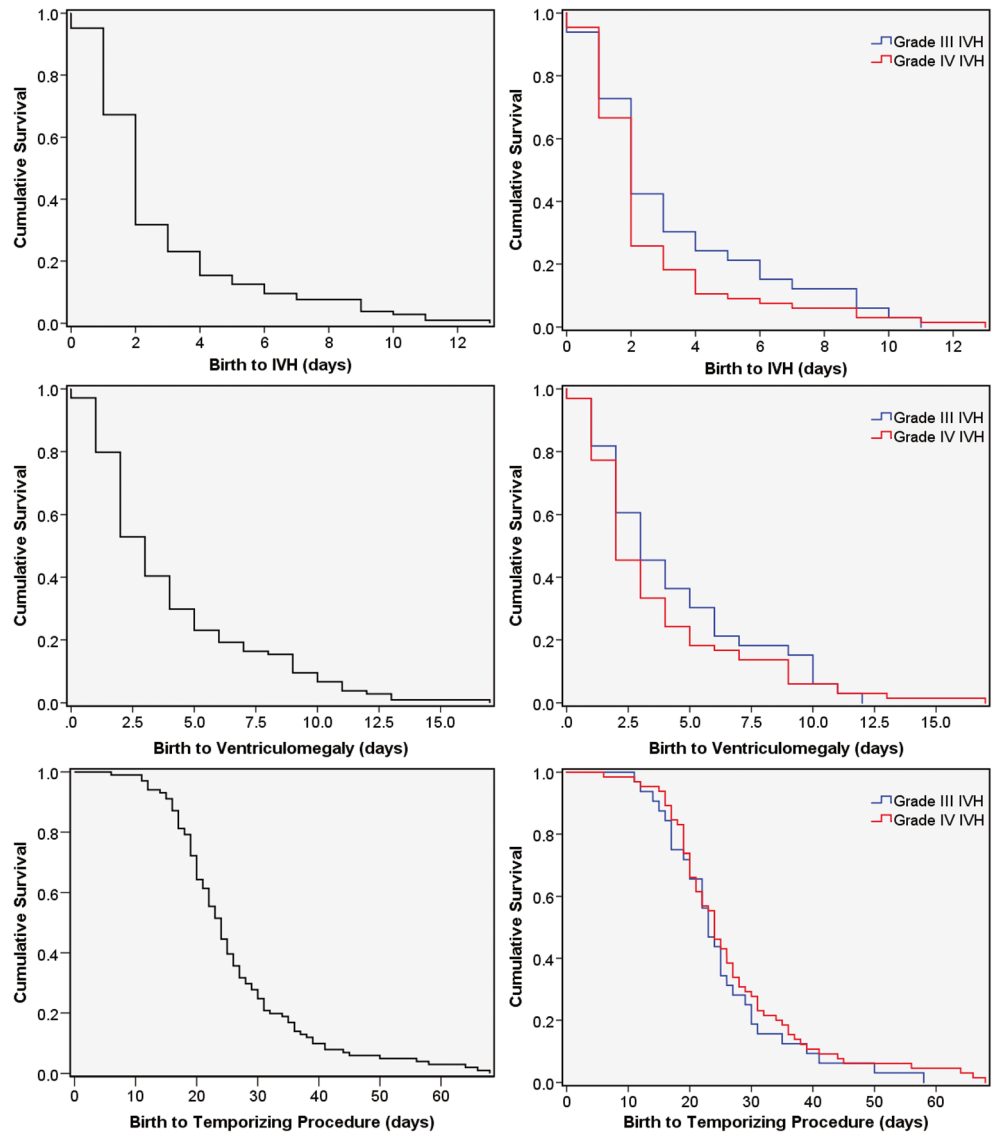 Cumulative Survival
1.0
0.8
0.6
0.4
0.2
0.0
0 2 4 6 8 10 12
Birth to IVH (days)
Cumulative Survival
1.0
0.8
0.6
0.4
0.2
0.0
Grade III IVH
Grade IV IVH
0 2 4 6 8 10 12
Birth to IVH (days)
Cumulative Survival
1.0
0.8
0.6
0.4
0.2
0.0
.0 2.5 5.0 7.5 10.0 12.5 15.0
Birth to Ventriculomegaly (days)
Cumulative Survival
1.0
0.8
0.6
0.4
0.2
0.0
Grade III IVH
Grade IV IVH
.0 2.5 5.0 7.5 10.0 12.5 15.0
Birth to Ventriculomegaly (days)
Cumulative Survival
1.0
0.8
0.6
0.4
0.2
0.0
0 10 20 30 40 50 60
Birth to Temporizing Procedure (days)
Cumulative Survival
1.0
0.8
0.6
0.4
0.2
0.0
Grade III IVH
Grade IV IVH
0 10 20 30 40 50 60
Birth to Temporizing Procedure (days)